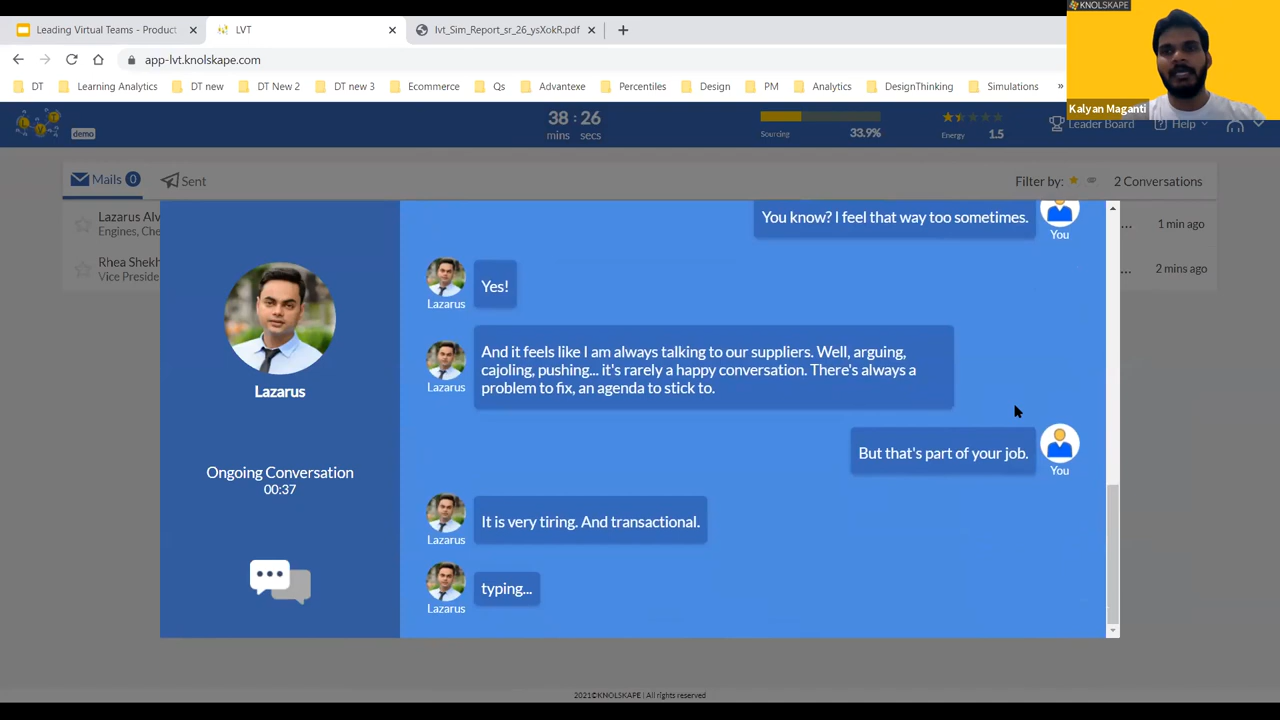 KNOLSKAPE
Leading Virtual Teams - Product
LVT
lvt_Sim_Report_sr_26_ysXokR.pdf
app-lvt.knolskape.com
DT
Learning Analytics
DT new
DT New 2
DT new 3
Ecommerce
Qs
Advantexe
Percentiles
Design
PM
Analytics
DesignThinking
Simulations
»
Kalyan Maganti
L V T
demo
38 : 26
mins secs
Sourcing 33.9%
Energy 1.5
Leader Board
Help
Mails 0
Sent
Filter by:
2 Conversations
Lazarus Alv
Engines, Che
... 1 min ago
Rhea Shekh
Vice Preside
... 2 mins ago
You know? I feel that way too sometimes.
You
Yes!
Lazarus
And it feels like I am always talking to our suppliers. Well, arguing,
cajoling, pushing... it's rarely a happy conversation. There's always a
problem to fix, an agenda to stick to.
Lazarus
Lazarus
Ongoing Conversation
00:37
But that's part of your job.
You
It is very tiring. And transactional.
Lazarus
typing...
Lazarus
2021©KNOLSKAPE | All rights reserved